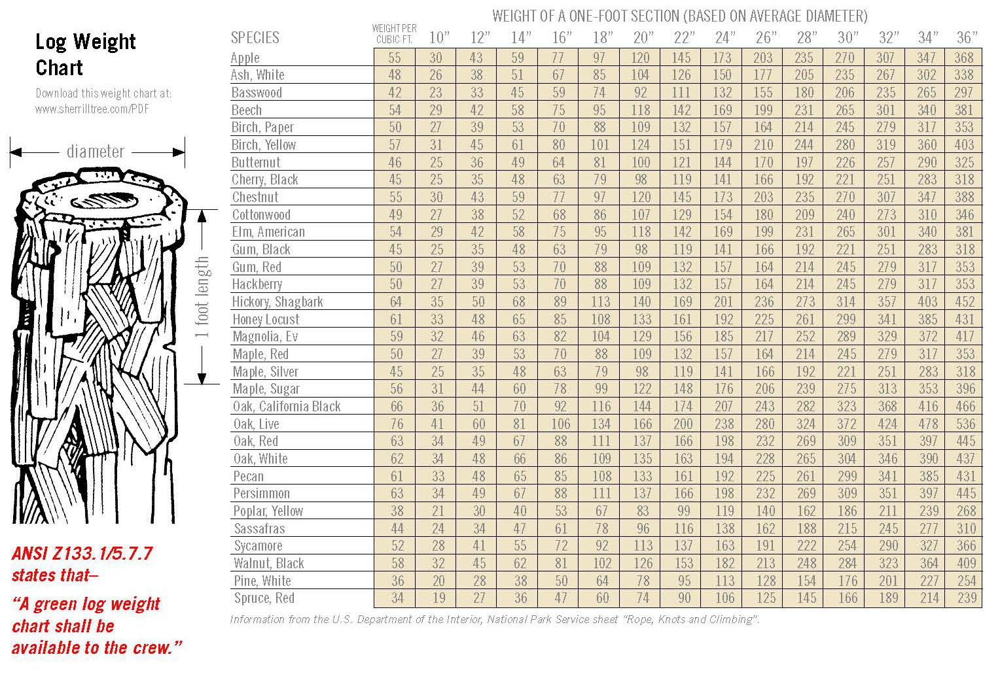 Log Weight
Chart
Download this weight chart at:
www.sherrilltree.com/PDF
diameter
1 foot length
ANSI Z133.1/5.7.7
states that–
“A green log weight
chart shall be
available to the crew.”
WEIGHT OF A ONE-FOOT SECTION (BASED ON AVERAGE DIAMETER)
SPECIES WEIGHT PER CUBIC FT. 10” 12” 14” 16” 18” 20” 22” 24” 26” 28” 30” 32” 34” 36”
Apple 55 30 43 59 77 97 120 145 173 203 235 270 307 347 368
Ash, White 48 26 38 51 67 85 104 126 150 177 205 235 267 302 338
Basswood 42 23 33 45 59 74 92 111 132 155 180 206 235 265 297
Beech 54 29 42 58 75 95 118 142 169 199 231 265 301 340 381
Birch, Paper 50 27 39 53 70 88 109 132 157 164 214 245 279 317 353
Birch, Yellow 57 31 45 61 80 101 124 151 179 210 244 280 319 360 403
Butternut 46 25 36 49 64 81 100 121 144 170 197 226 257 290 325
Cherry, Black 45 25 35 48 63 79 98 119 141 166 192 221 251 283 318
Chestnut 55 30 43 59 77 97 120 145 173 203 235 270 307 347 388
Cottonwood 49 27 38 52 68 86 107 129 154 180 209 240 273 310 346
Elm, American 54 29 42 58 75 95 118 142 169 199 231 265 301 340 381
Gum, Black 45 25 35 48 63 79 98 119 141 166 192 221 251 283 318
Gum, Red 50 27 39 53 70 88 109 132 157 164 214 245 279 317 353
Hackberry 50 27 39 53 70 88 109 132 157 164 214 245 279 317 353
Hickory, Shagbark 64 35 50 68 89 113 140 169 201 236 273 314 357 403 452
Honey Locust 61 33 48 65 85 108 133 161 192 225 261 299 341 385 431
Magnolia, Ev 59 32 46 63 82 104 129 156 185 217 252 289 329 372 417
Maple, Red 50 27 39 53 70 88 109 132 157 164 214 245 279 317 353
Maple, Silver 45 25 35 48 63 79 98 119 141 166 192 221 251 283 318
Maple, Sugar 56 31 44 60 78 99 122 148 176 206 239 275 313 353 396
Oak, California Black 66 36 51 70 92 116 144 174 207 243 282 323 368 416 466
Oak, Live 76 41 60 81 106 134 166 200 238 280 324 372 424 478 536
Oak, Red 63 34 49 67 88 111 137 166 198 232 269 309 351 397 445
Oak, White 62 34 48 66 86 109 135 163 194 228 265 304 346 390 437
Pecan 61 33 48 65 85 108 133 161 192 225 261 299 341 385 431
Persimmon 63 34 49 67 88 111 137 166 198 232 269 309 351 397 445
Poplar, Yellow 38 21 30 40 53 67 83 99 119 140 162 186 211 239 268
Sassafras 44 24 34 47 61 78 96 116 138 162 188 215 245 277 310
Sycamore 52 28 41 55 72 92 113 137 163 191 222 254 290 327 366
Walnut, Black 58 32 45 62 81 102 126 153 182 213 248 284 323 364 409
Pine, White 36 20 28 38 50 64 78 95 113 128 154 176 201 227 254
Spruce, Red 34 19 27 36 47 60 74 90 106 125 145 166 189 214 239
Information from the U.S. Department of the Interior, National Park Service sheet “Rope, Knots and Climbing”.